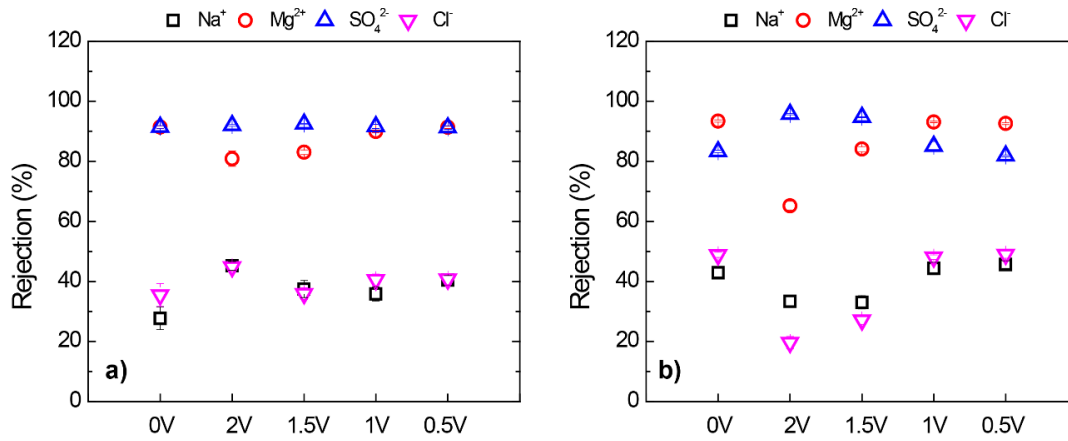 Na⁺ Mg²⁺ SO₄²⁻ Cl⁻
120
100
80
60
40
20
0
Rejection (%)
a)
0V 2V 1.5V 1V 0.5V
Na⁺ Mg²⁺ SO₄²⁻ Cl⁻
120
100
80
60
40
20
0
Rejection (%)
b)
0V 2V 1.5V 1V 0.5V